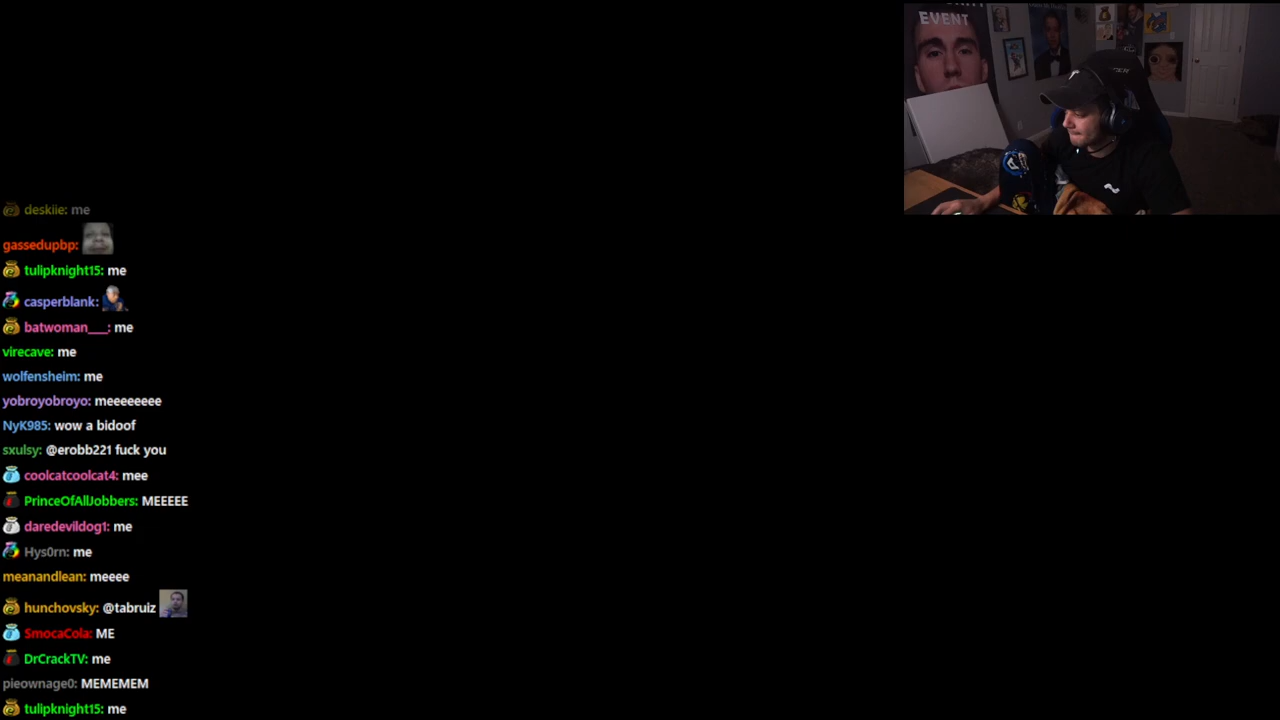 EVENT
deskiie: me
gassedupbp:
tulipknight15: me
casperblank:
batwoman___: me
virecave: me
wolfensheim: me
yobroyobroyo: meeeeeeee
NyK985: wow a bidoof
sxulsy: @erobb221 fuck you
coolcatcoolcat4: mee
PrinceOfAllJobbers: MEEEEE
daredevildog1: me
Hys0rn: me
meanandlean: meeee
hunchovsky: @tabruiz
SmocaCola: ME
DrCrackTV: me
pieownage0: MEMEMEM
tulipknight15: me